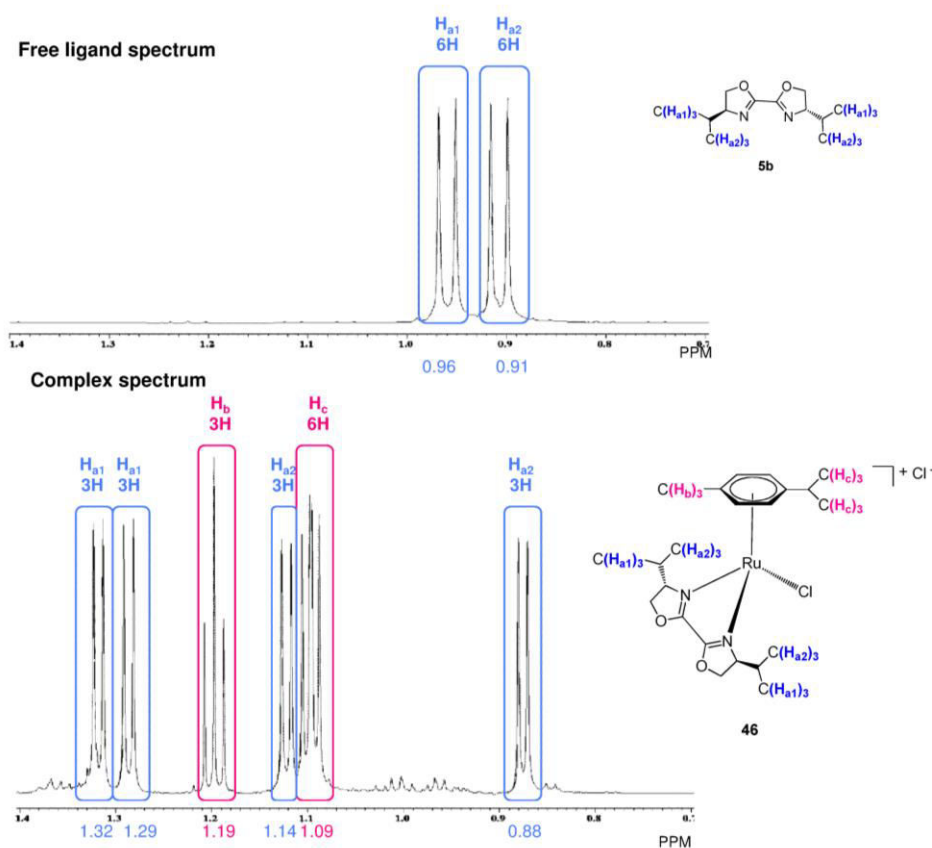 Free ligand spectrum
Ha1
6H
Ha2
6H
O
O
N
N
C(Ha1)3
C(Ha2)3
C(Ha1)3
C(Ha2)3
5b
1.4
1.3
1.2
1.1
1.0
0.9
0.8
0.7
PPM
0.96
0.91
Complex spectrum
Ha1
3H
Ha1
3H
Hb
3H
Ha2
3H
Hc
6H
Ha2
3H
1.4
1.3
1.2
1.1
1.0
0.9
PPM
1.32
1.29
1.19
1.14
1.09
0.88
C(Hb)3
C(Hc)3
C(Hc)3
+ Cl-
C(Ha1)3
C(Ha2)3
Ru
Cl
N
O
N
O
C(Ha2)3
C(Ha1)3
46